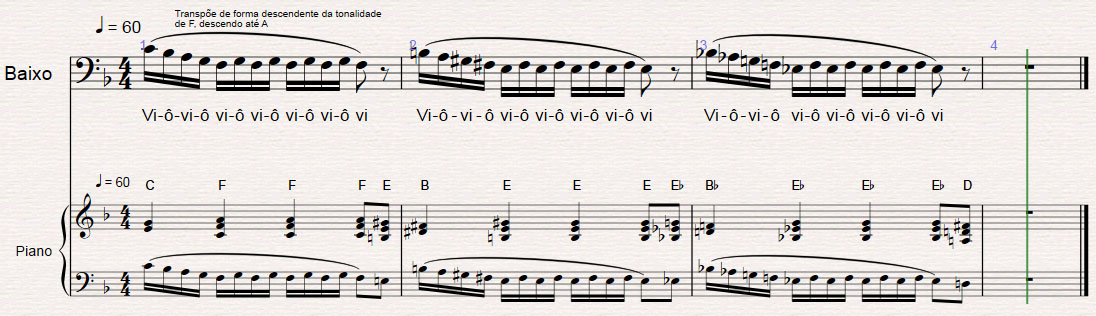 Transpõe de forma descendente da tonalidade
de F, descendo até A
♩ = 60
1 2 3 4
Baixo
Vi-ô-vi-ô vi-ô vi-ô vi-ô vi-ô vi Vi-ô-vi-ô vi-ô vi-ô vi-ô vi-ô vi Vi-ô-vi-ô vi-ô vi-ô vi-ô vi-ô vi
♩ = 60
C F F F E B E E E E♭ B♭ E♭ E♭ E♭ D
Piano